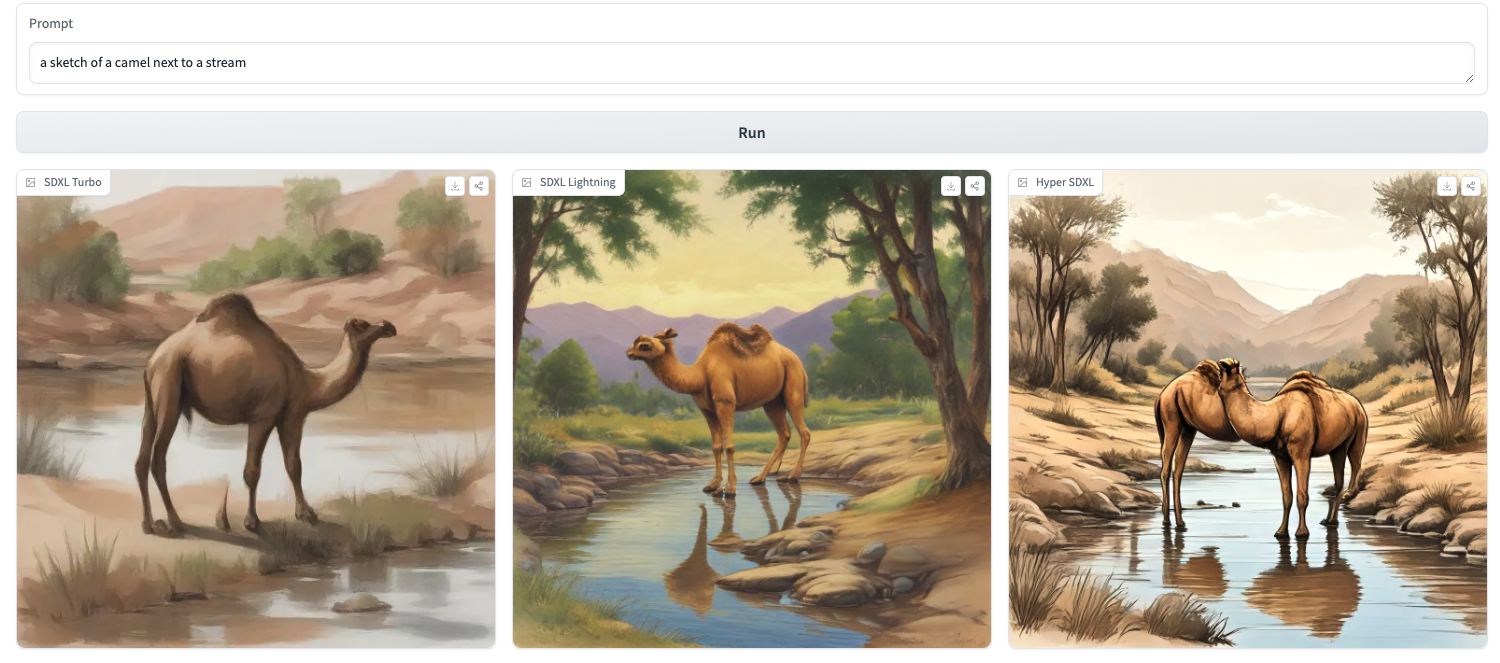 Prompt
a sketch of a camel next to a stream
Run
SDXL Turbo
SDXL Lightning
Hyper SDXL